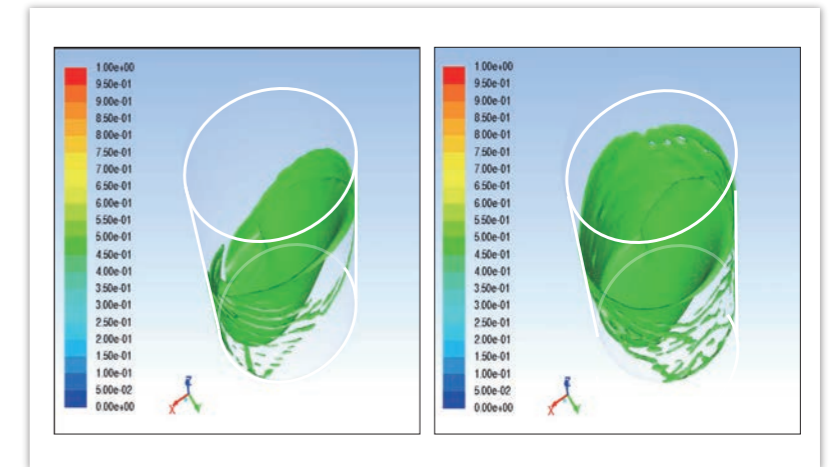 1.00e+00
9.50e-01
9.00e-01
8.50e-01
8.00e-01
7.50e-01
7.00e-01
6.50e-01
6.00e-01
5.50e-01
5.00e-01
4.50e-01
4.00e-01
3.50e-01
3.00e-01
2.50e-01
2.00e-01
1.50e-01
1.00e-01
5.00e-02
0.00e+00
Z
X Y
1.00e+00
9.50e-01
9.00e-01
8.50e-01
8.00e-01
7.50e-01
7.00e-01
6.50e-01
6.00e-01
5.50e-01
5.00e-01
4.50e-01
4.00e-01
3.50e-01
3.00e-01
2.50e-01
2.00e-01
1.50e-01
1.00e-01
5.00e-02
0.00e+00
Z
X Y